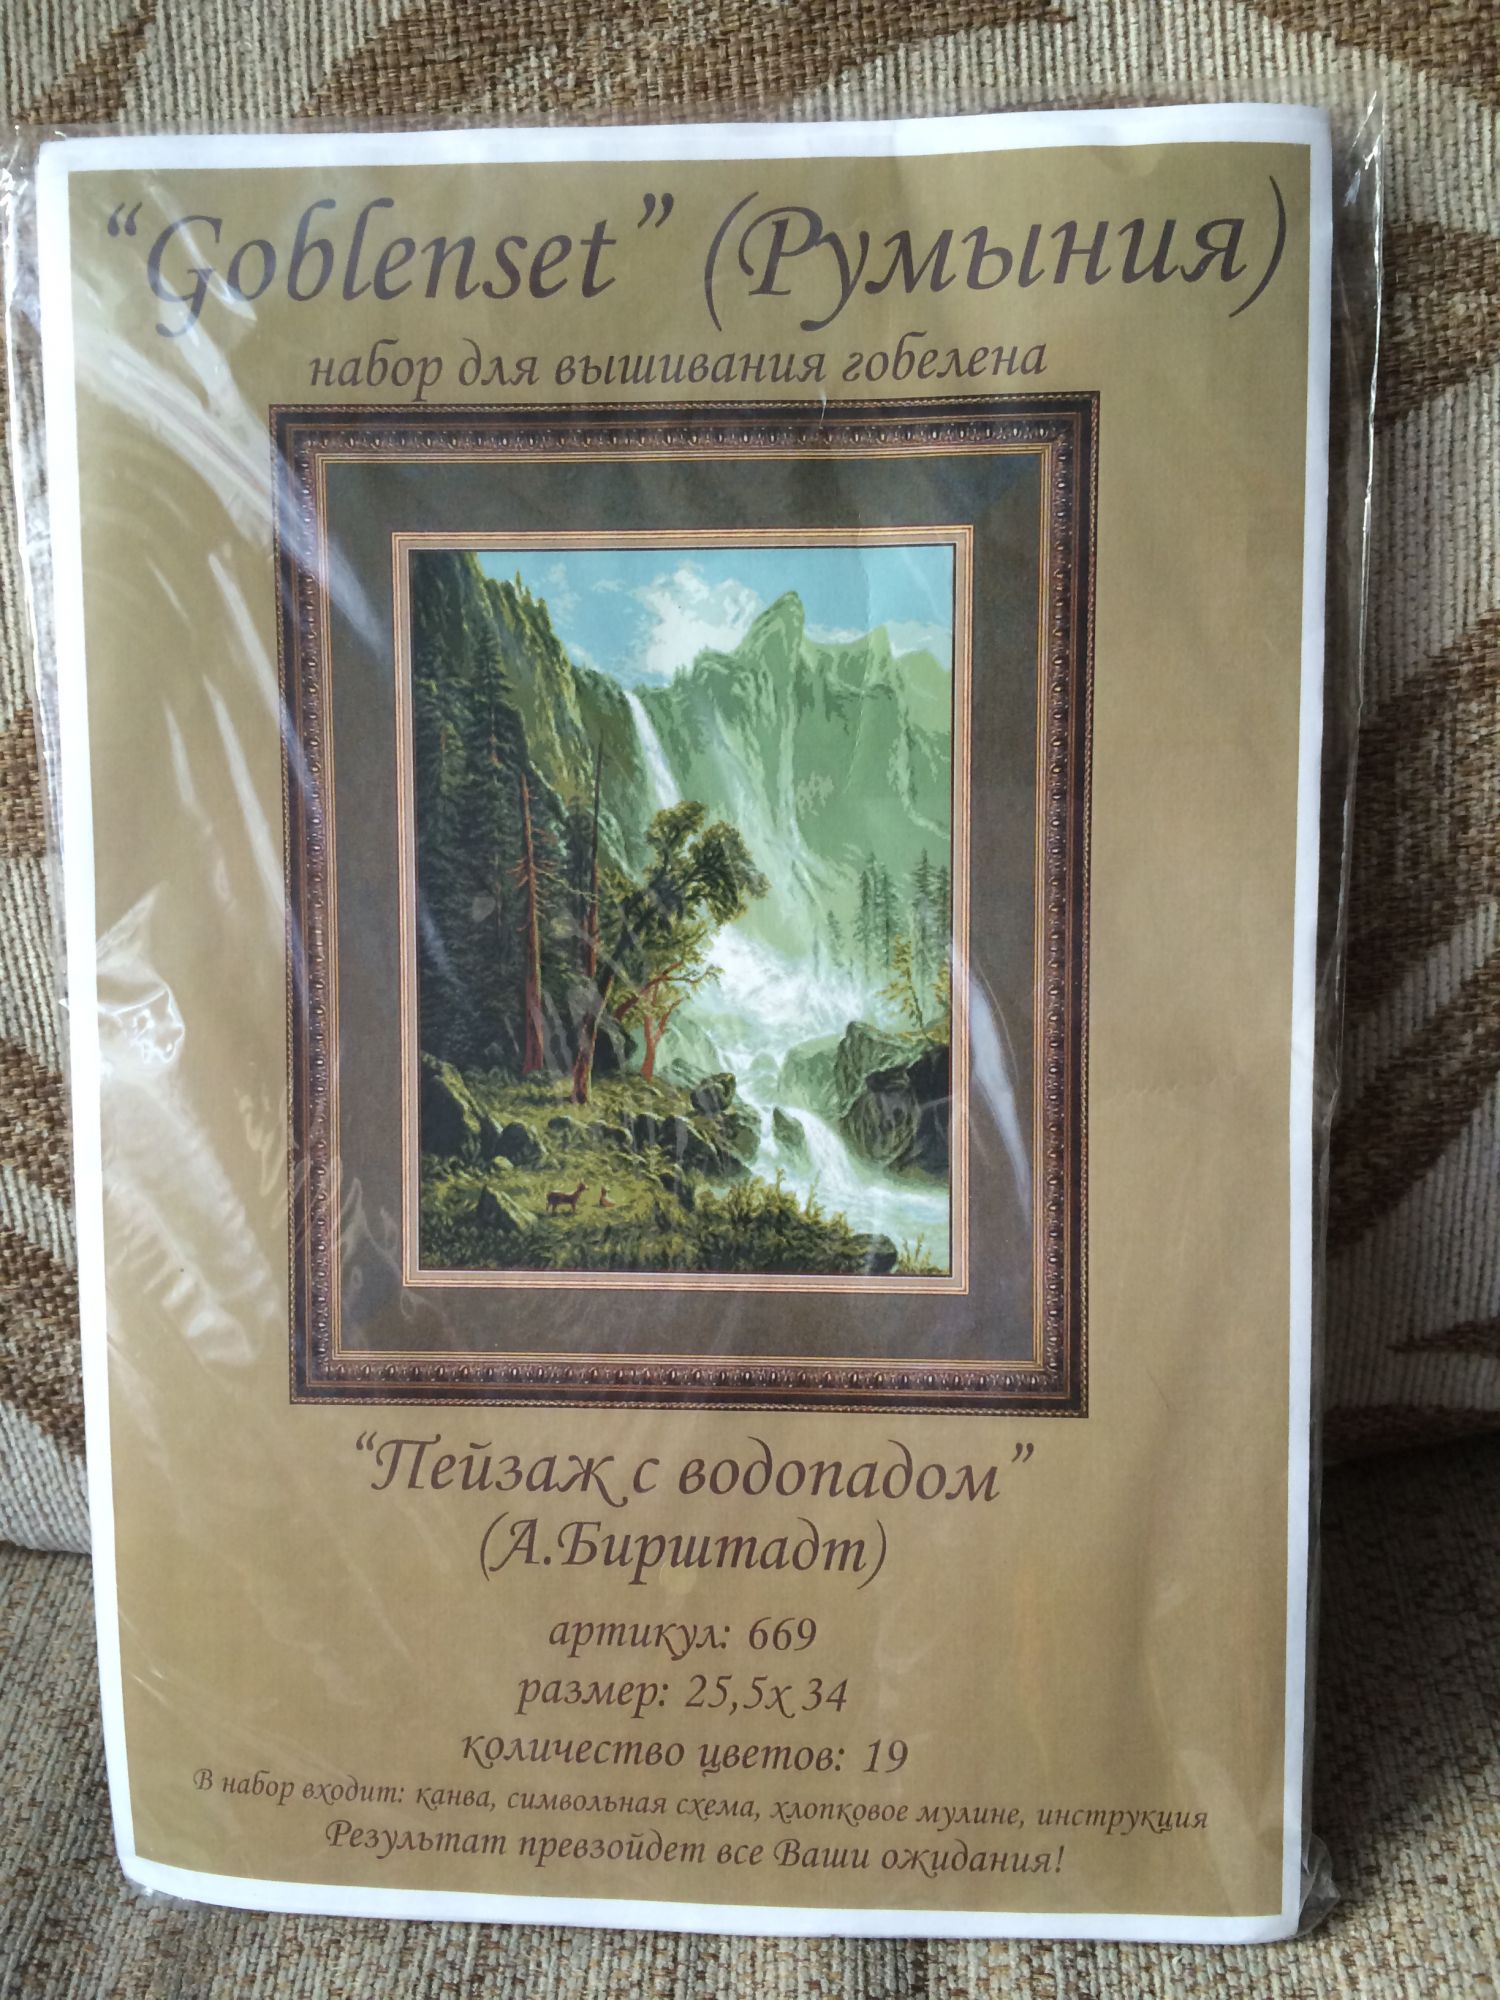 “Goblenset” (Румыния)
набор для вышивания гобелена
“Пейзаж с водопадом”
(А.Бирштадт)
артикул: 669
размер: 25,5х 34
количество цветов: 19
В набор входит: канва, символьная схема, хлопковое мулине, инструкция
Результат превзойдет все Ваши ожидания!